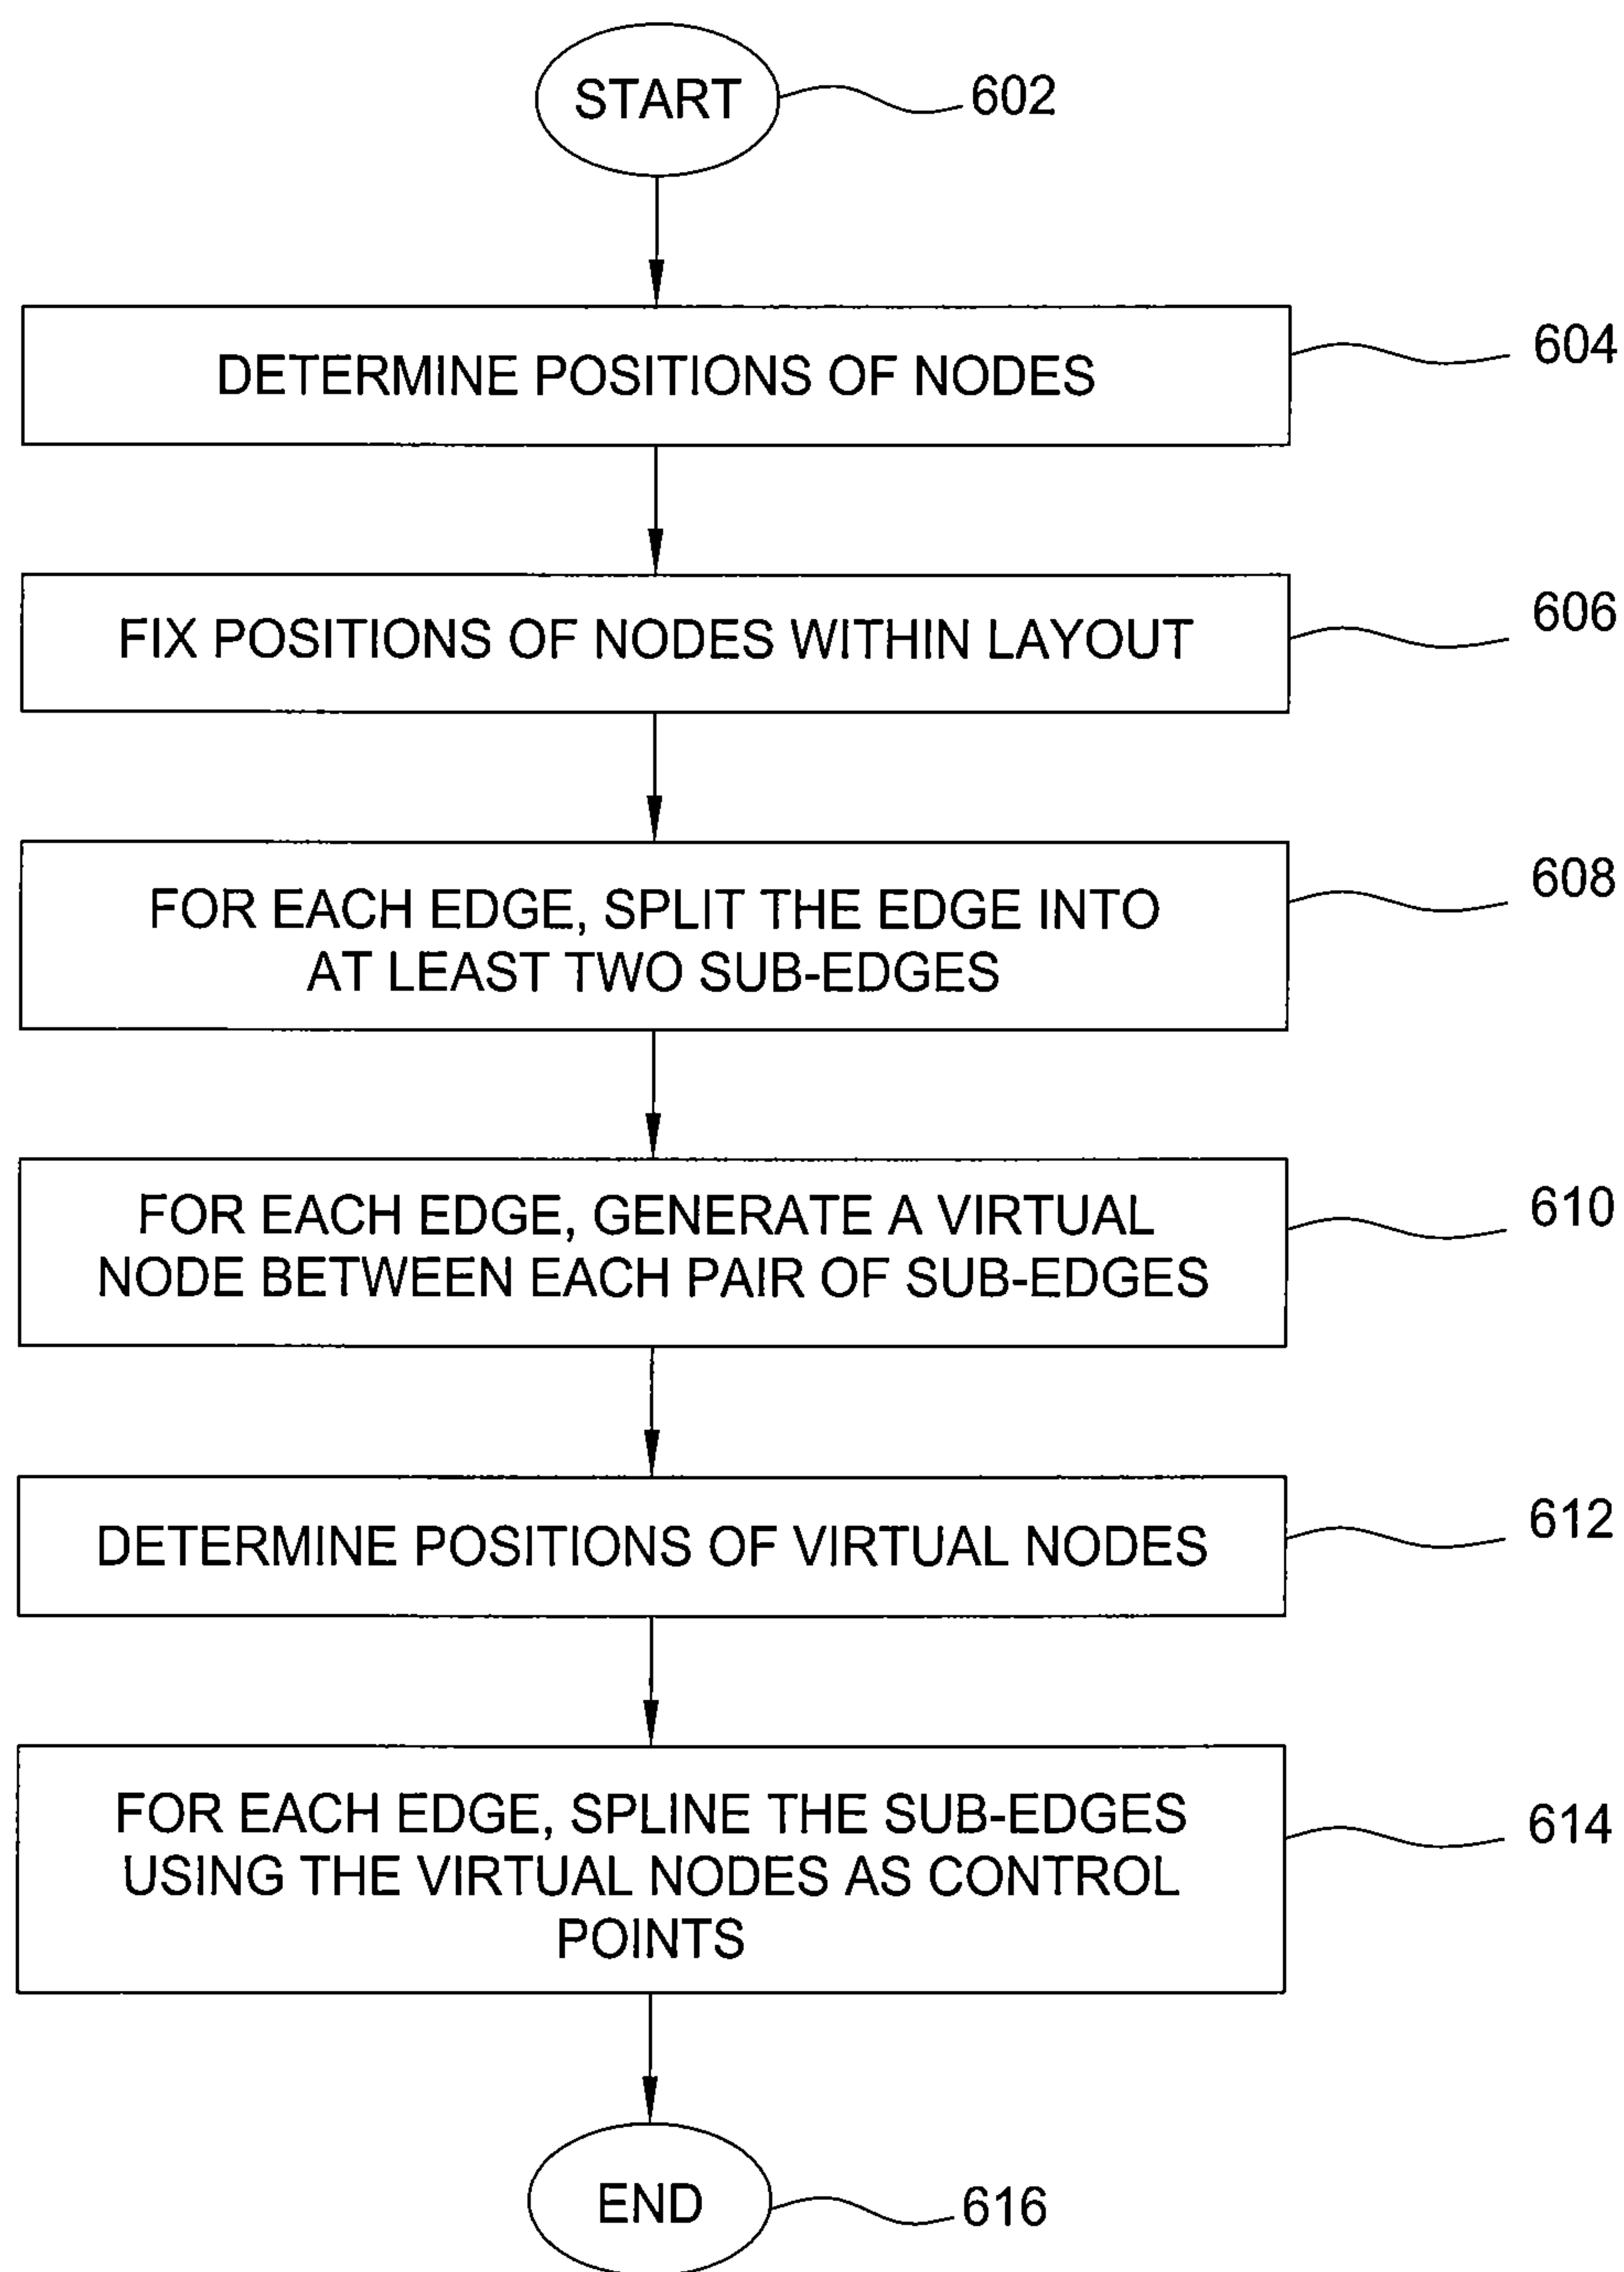 START
602
DETERMINE POSITIONS OF NODES
604
FIX POSITIONS OF NODES WITHIN LAYOUT
606
FOR EACH EDGE, SPLIT THE EDGE INTO
AT LEAST TWO SUB-EDGES
608
FOR EACH EDGE, GENERATE A VIRTUAL
NODE BETWEEN EACH PAIR OF SUB-EDGES
610
DETERMINE POSITIONS OF VIRTUAL NODES
612
FOR EACH EDGE, SPLINE THE SUB-EDGES
USING THE VIRTUAL NODES AS CONTROL
POINTS
614
END
616